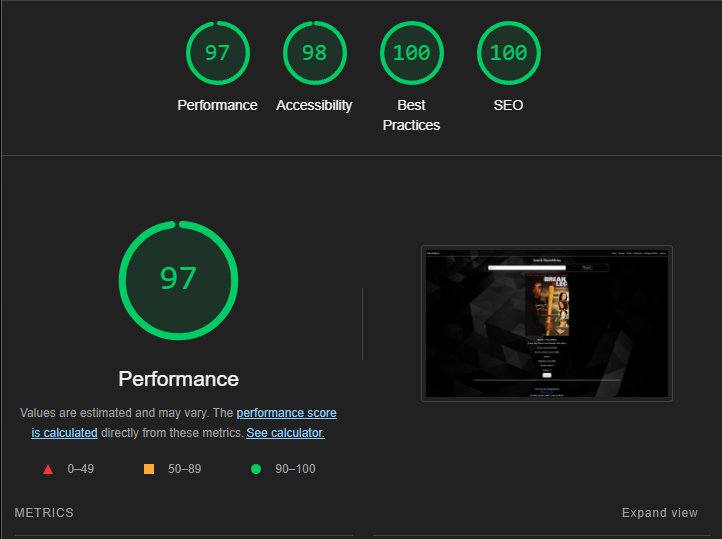 97
98
100
100
Performance
Accessibility
Best
Practices
SEO
97
Performance
Values are estimated and may vary. The performance score
is calculated directly from these metrics. See calculator.
0–49
50–89
90–100
METRICS
Expand view
BREAK
LEG